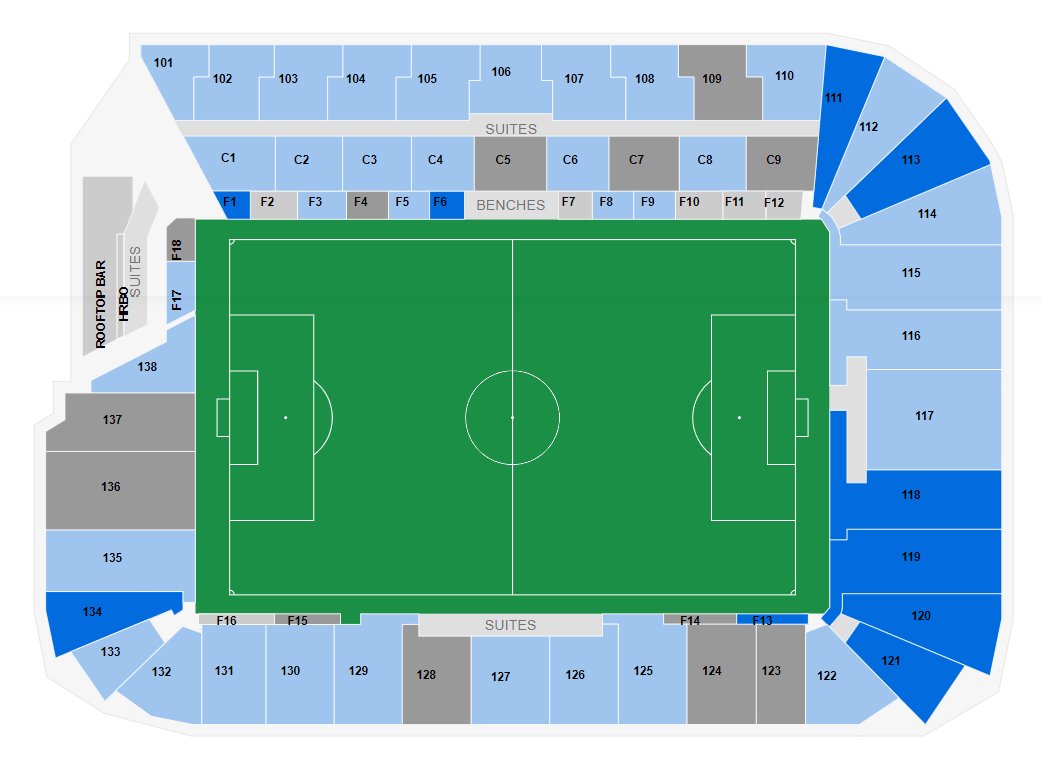 101
102
103
104
105
106
107
108
109
110
111
112
113
114
SUITES
C1
C2
C3
C4
C5
C6
C7
C8
C9
F1
F2
F3
F4
F5
F6
BENCHES
F7
F8
F9
F10
F11
F12
ROOFTOP BAR
HRBO
SUITES
F18
F17
138
137
136
135
134
133
132
115
116
117
118
119
120
121
122
F16
F15
SUITES
F14
F13
131
130
129
128
127
126
125
124
123